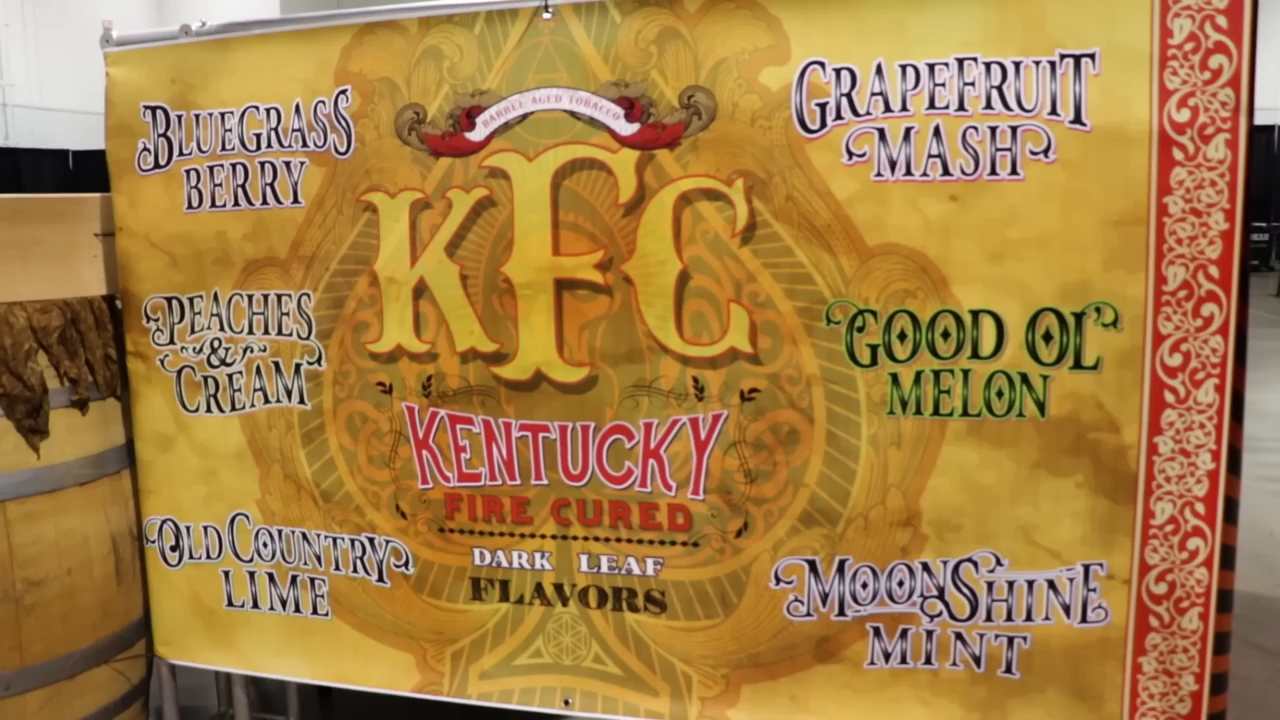 BARREL AGED TOBACCO
KFC
KENTUCKY
FIRE CURED
DARK LEAF
FLAVORS
BLUEGRASS
BERRY
PEACHES
&
CREAM
OLD COUNTRY
LIME
GRAPEFRUIT
MASH
GOOD OL'
MELON
MOONSHINE
MINT